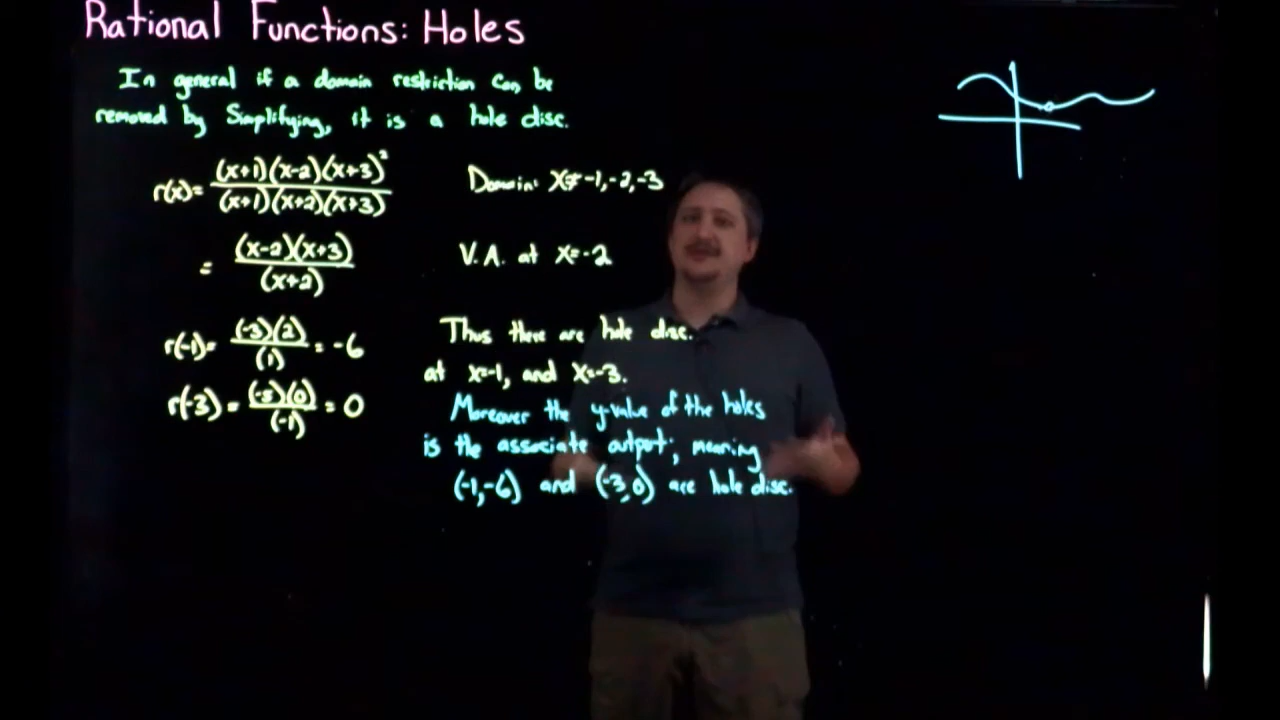 Rational Functions: Holes
In general if a domain restriction can be
removed by Simplifying, it is a hole disc.
r(x)= (x+1)(x-2)(x+3)² / (x+1)(x+2)(x+3)
Domain: X≠-1,-2,-3
= (x-2)(x+3) / (x+2)
V.A. at x=-2
r(-1)= (-3)(2) / (1) = -6
Thus there are hole disc.
at x=-1, and X=-3.
r(-3) = (-5)(0) / (-1) = 0
Moreover the y-value of the holes
is the associate output; meaning
(-1,-6) and (-3,0) are hole disc.